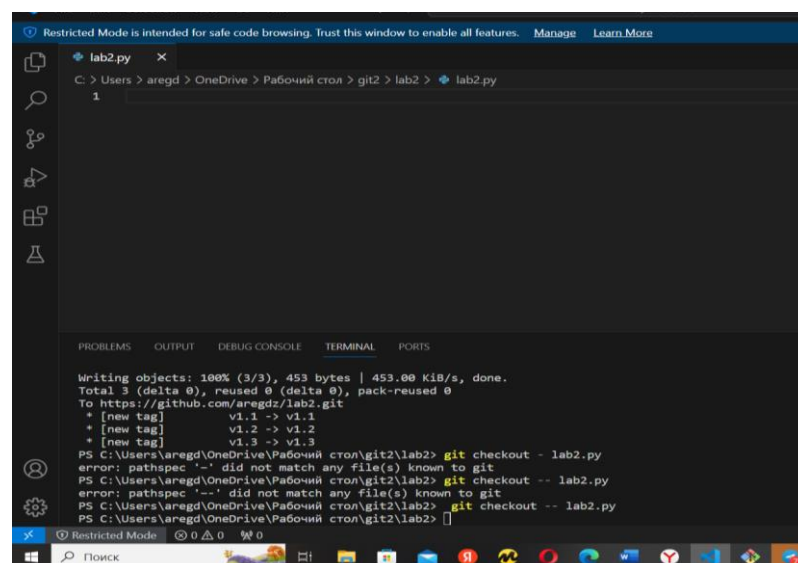 Restricted Mode is intended for safe code browsing. Trust this window to enable all features. Manage Learn More
lab2.py
C: > Users > aregd > OneDrive > Рабочий стол > git2 > lab2 > lab2.py
1
PROBLEMS OUTPUT DEBUG CONSOLE TERMINAL PORTS
Writing objects: 100% (3/3), 453 bytes | 453.00 KiB/s, done.
Total 3 (delta 0), reused 0 (delta 0), pack-reused 0
To https://github.com/aregdz/lab2.git
* [new tag] v1.1 -> v1.1
* [new tag] v1.2 -> v1.2
* [new tag] v1.3 -> v1.3
PS C:\Users\aregd\OneDrive\Рабочий стол\git2\lab2> git checkout - lab2.py
error: pathspec '-' did not match any file(s) known to git
PS C:\Users\aregd\OneDrive\Рабочий стол\git2\lab2> git checkout -- lab2.py
error: pathspec '--' did not match any file(s) known to git
PS C:\Users\aregd\OneDrive\Рабочий стол\git2\lab2> git checkout -- lab2.py
PS C:\Users\aregd\OneDrive\Рабочий стол\git2\lab2>
Restricted Mode 0 0 0
Поиск